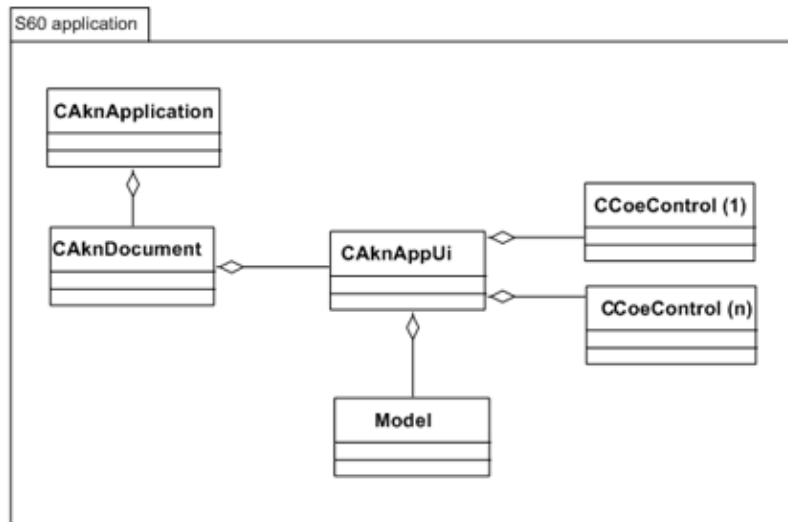 S60 application
CAknApplication
CAknDocument
CAknAppUi
CCoeControl (1)
CCoeControl (n)
Model